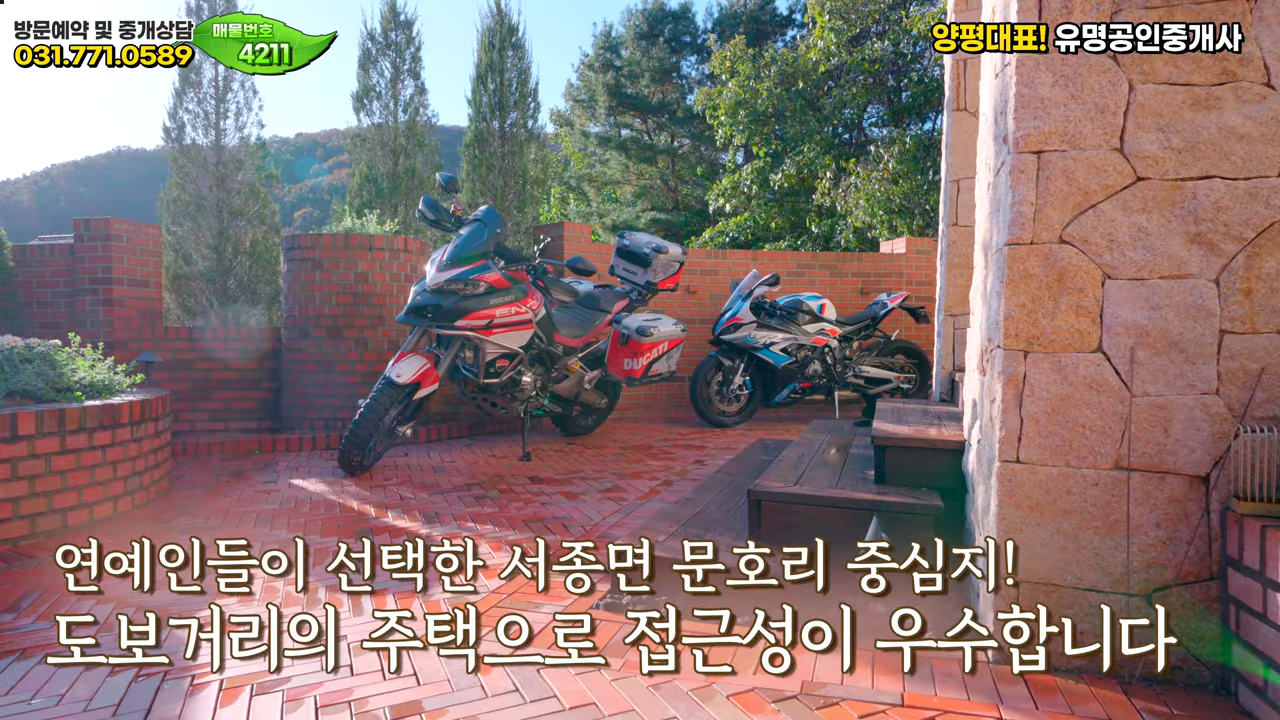 방문예약 및 중개상담
031.771.0589
매물번호
4211
양평대표! 유명공인중개사
DUCATI
DUCATI
DUCATI
연예인들이 선택한 서종면 문호리 중심지!
도보거리의 주택으로 접근성이 우수합니다